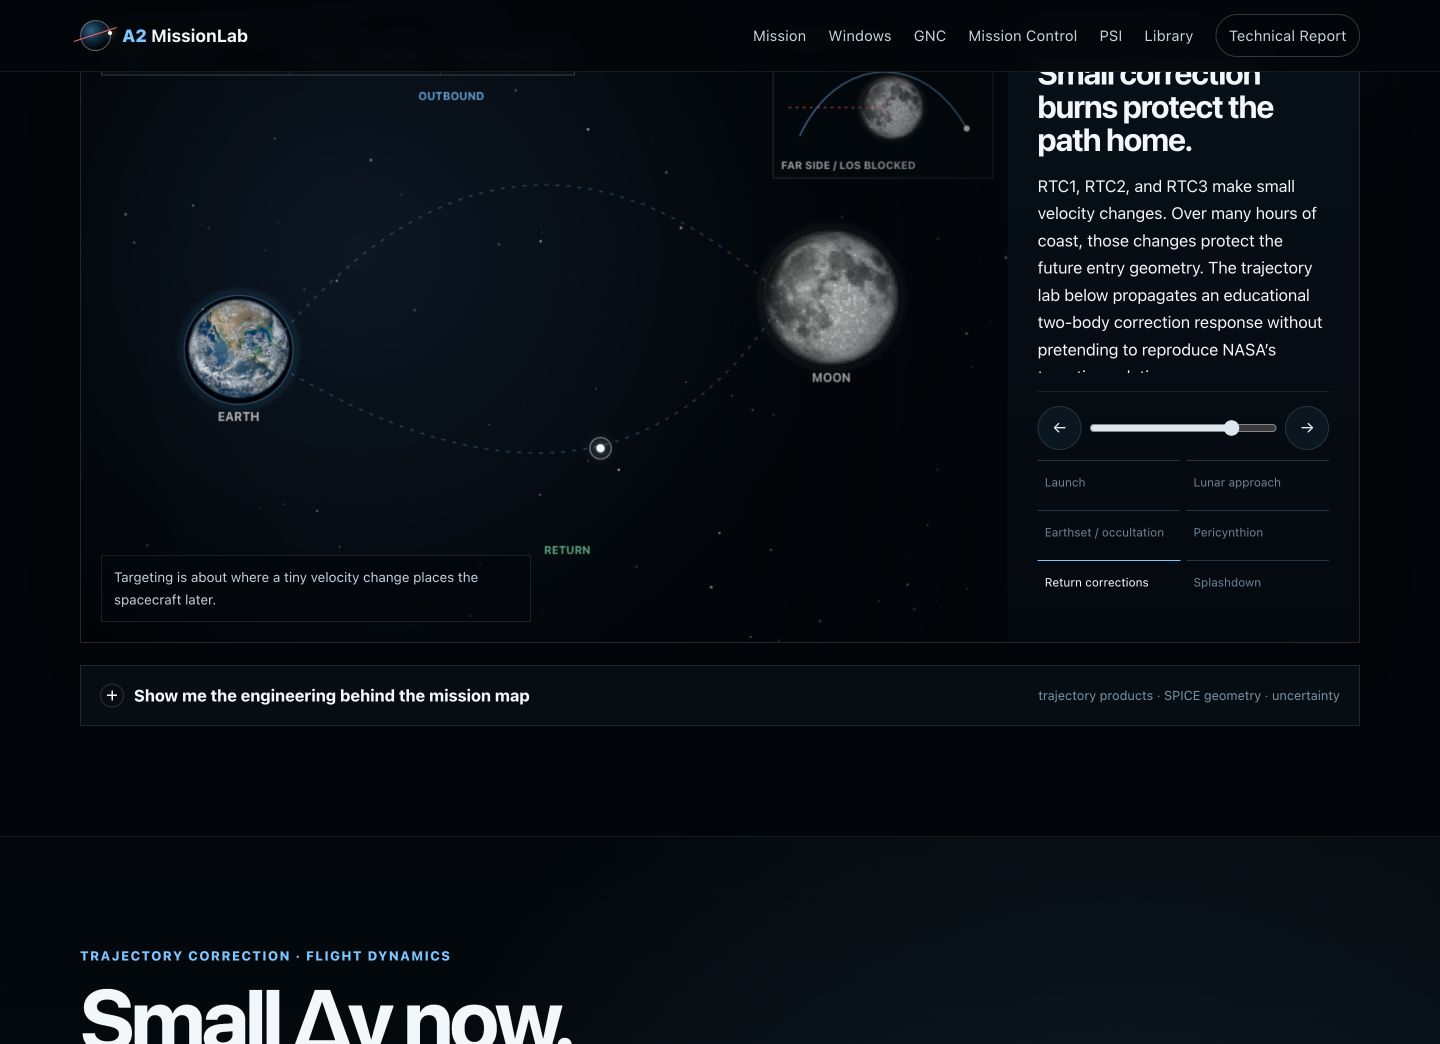 A2 MissionLab
Mission
Windows
GNC
Mission Control
PSI
Library
Technical Report
OUTBOUND
FAR SIDE / LOS BLOCKED
EARTH
MOON
RETURN
Targeting is about where a tiny velocity change places the
spacecraft later.
Small correction
burns protect the
path home.
RTC1, RTC2, and RTC3 make small
velocity changes. Over many hours of
coast, those changes protect the
future entry geometry. The trajectory
lab below propagates an educational
two-body correction response without
pretending to reproduce NASA’s
←
→
Launch
Lunar approach
Earthset / occultation
Pericynthion
Return corrections
Splashdown
+ Show me the engineering behind the mission map
trajectory products · SPICE geometry · uncertainty
TRAJECTORY CORRECTION · FLIGHT DYNAMICS
Small Δv now.